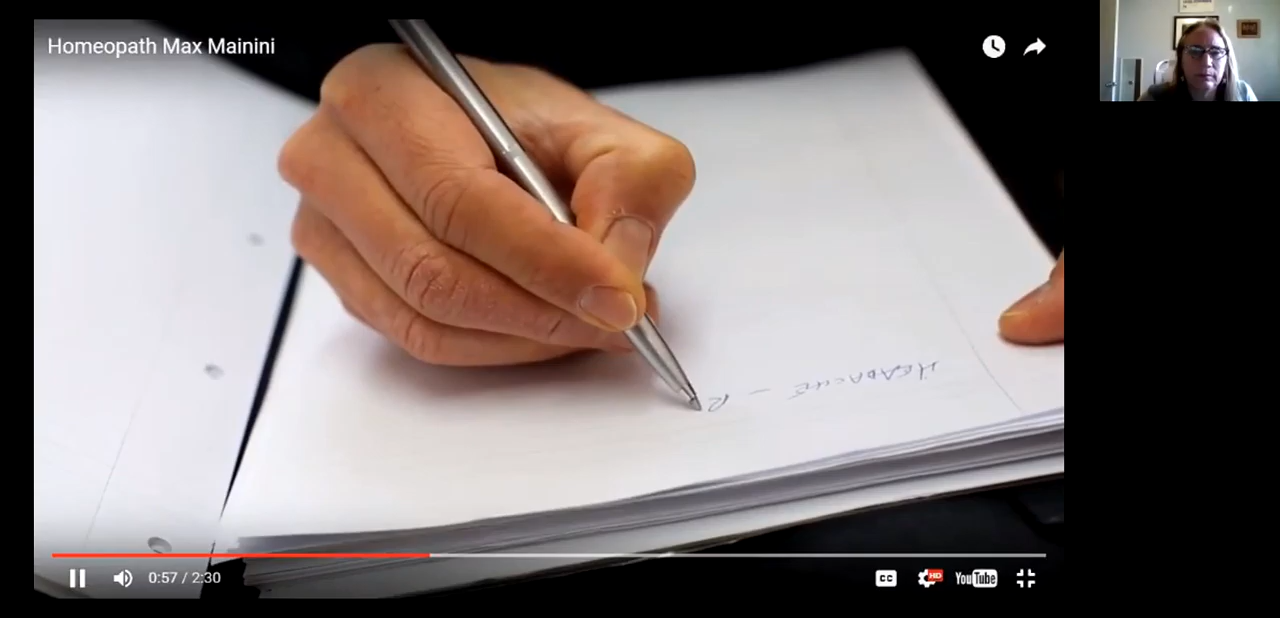 Homeopath Max Mainini
HEADACHE – R
0:57 / 2:30
CC
HD
YouTube